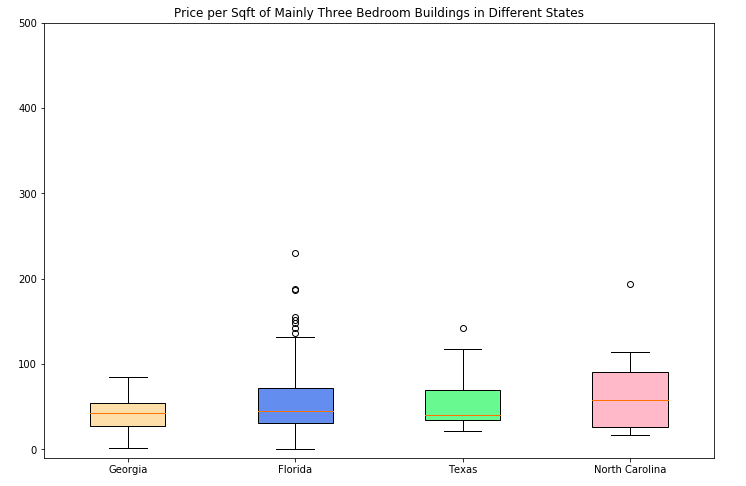 Price per Sqft of Mainly Three Bedroom Buildings in Different States
500
400
300
200
100
0
Georgia
Florida
Texas
North Carolina